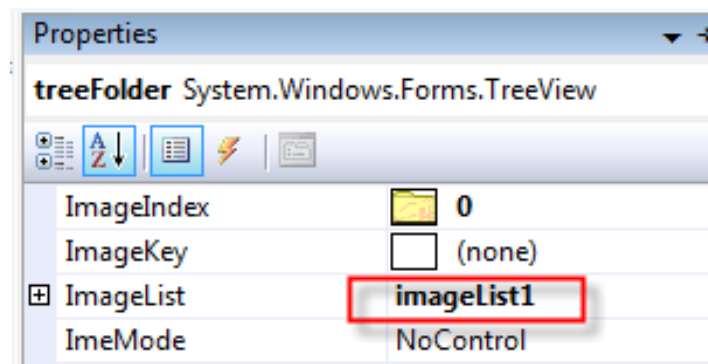 Properties
treeFolder System.Windows.Forms.TreeView
A Z
ImageIndex 0
ImageKey (none)
ImageList imageList1
ImeMode NoControl